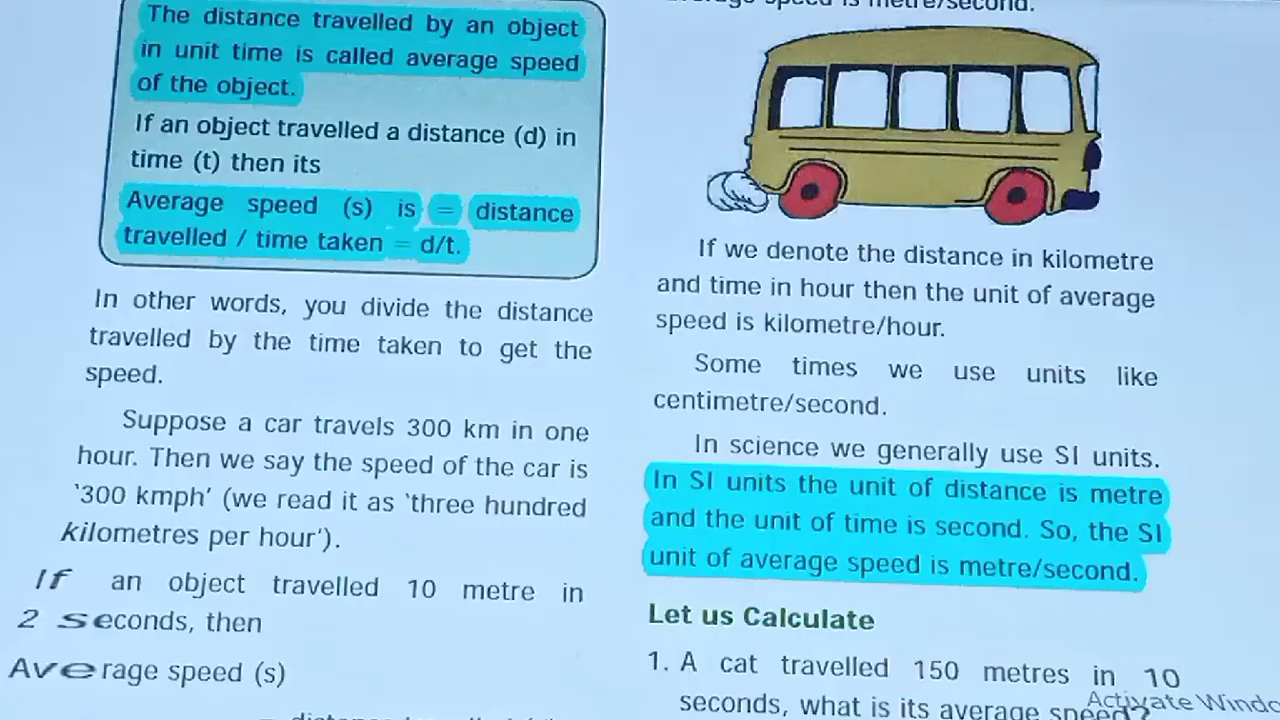 The distance travelled by an object
in unit time is called average speed
of the object.
If an object travelled a distance (d) in
time (t) then its
Average speed (s) is = distance
travelled / time taken = d/t.
In other words, you divide the distance
travelled by the time taken to get the
speed.
Suppose a car travels 300 km in one
hour. Then we say the speed of the car is
‘300 kmph’ (we read it as ‘three hundred
kilometres per hour’).
If an object travelled 10 metre in
2 seconds, then
Average speed (s)
speed is metre/second.
If we denote the distance in kilometre
and time in hour then the unit of average
speed is kilometre/hour.
Some times we use units like
centimetre/second.
In science we generally use SI units.
In SI units the unit of distance is metre
and the unit of time is second. So, the SI
unit of average speed is metre/second.
Let us Calculate
1. A cat travelled 150 metres in 10
seconds, what is its average speed?
Activate Windo